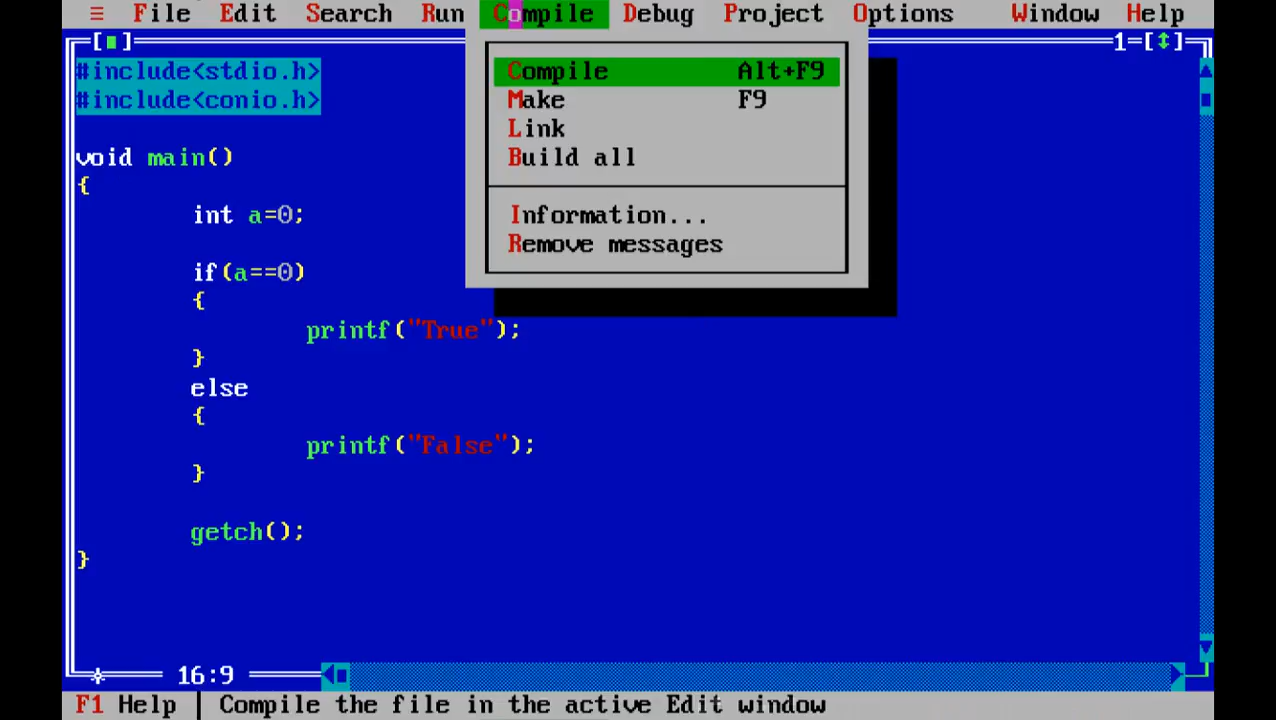 ≡ File Edit Search Run Compile Debug Project Options Window Help
1
Compile Alt+F9
Make F9
Link
Build all
Information...
Remove messages
#include<stdio.h>
#include<conio.h>
void main()
{
int a=0;
if(a==0)
{
printf("True");
}
else
{
printf("False");
}
getch();
}
16:9
F1 Help │ Compile the file in the active Edit window